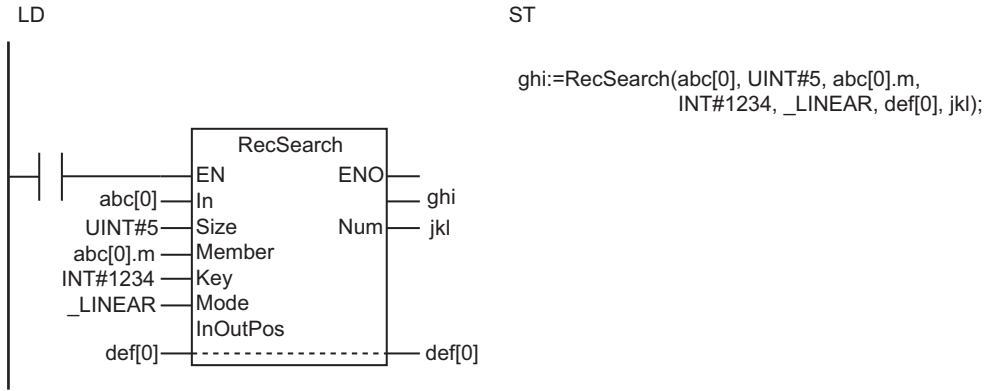 LD
ST
ghi:=RecSearch(abc[0], UINT#5, abc[0].m,
INT#1234, _LINEAR, def[0], jkl);
RecSearch
EN ENO
abc[0] In ghi
UINT#5 Size Num jkl
abc[0].m Member
INT#1234 Key
_LINEAR Mode
InOutPos
def[0] def[0]